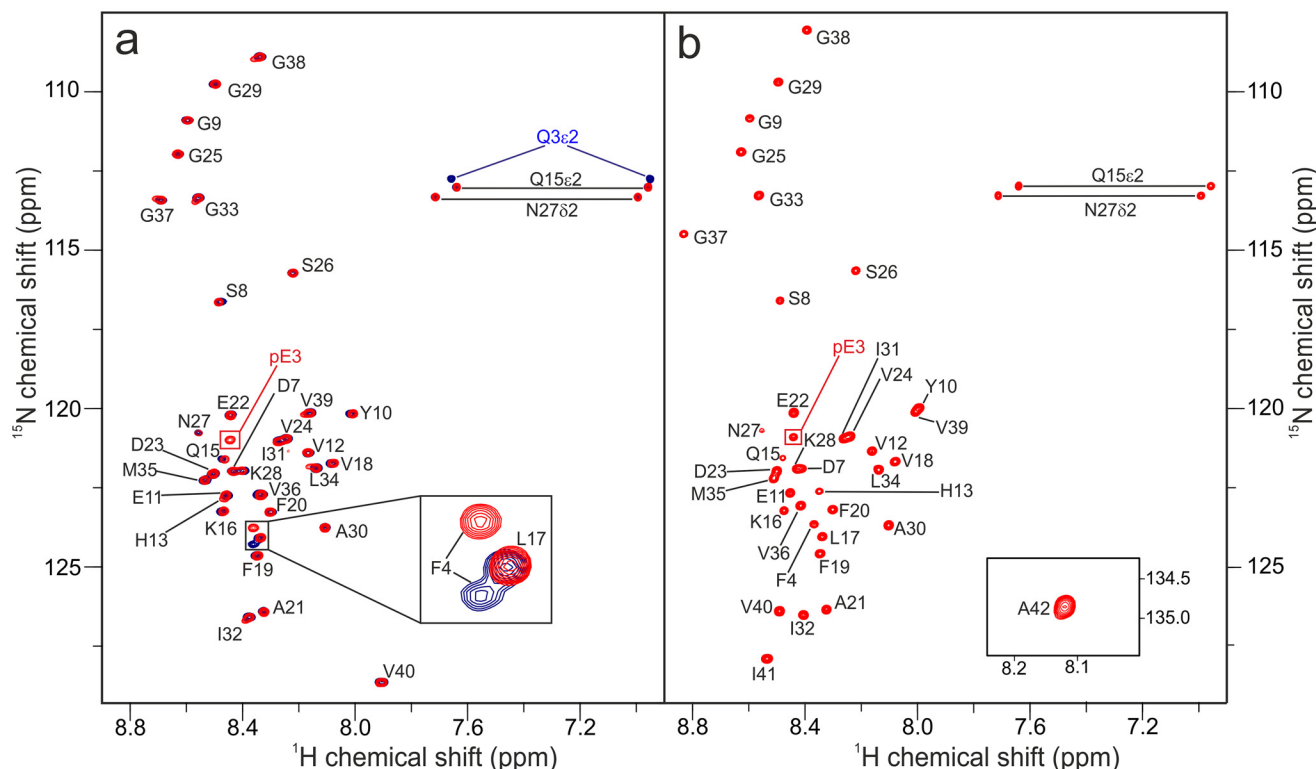 a
b
G38
G29
G9
G25
G37
G33
Q3ε2
Q15ε2
N27δ2
S26
S8
pE3
D7
E22
V39
N27
V24
Y10
D23
Q15
I31
V12
V18
M35
K28
L34
E11
V36
F20
K16
H13
A30
F19
F4
L17
A21
I32
V40
110
115
120
125
8.8
8.4
8.0
7.6
7.2
¹H chemical shift (ppm)
¹⁵N chemical shift (ppm)
G38
G29
G9
G25
G33
G37
Q15ε2
N27δ2
S26
S8
pE3
I31
V24
E22
Y10
N27
K28
V39
Q15
V12
D23
D7
V18
M35
L34
E11
H13
K16
F20
V36
A30
L17
F4
F19
V40
A21
I32
I41
A42
134.5
135.0
8.2
8.1
110
115
120
125
8.8
8.4
8.0
7.6
7.2
¹H chemical shift (ppm)
¹⁵N chemical shift (ppm)